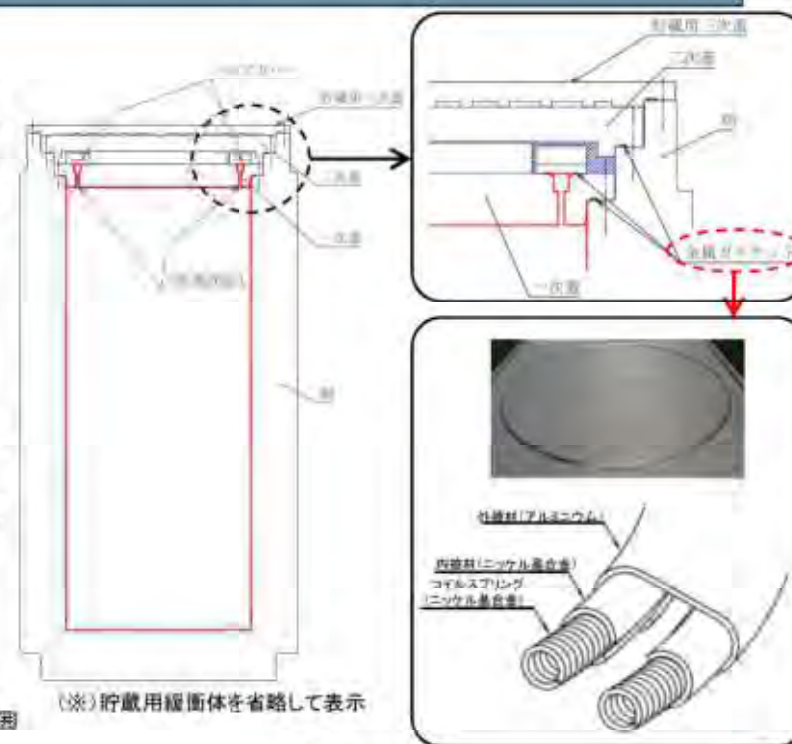 貯蔵用三次蓋
二次蓋
胴
金属ガスケット
一次蓋
二次蓋
一次蓋
胴
外被材(アルミニウム)
内被材(ニッケル基合金)
コイルスプリング
(ニッケル基合金)
(※)貯蔵用緩衝体を省略して表示